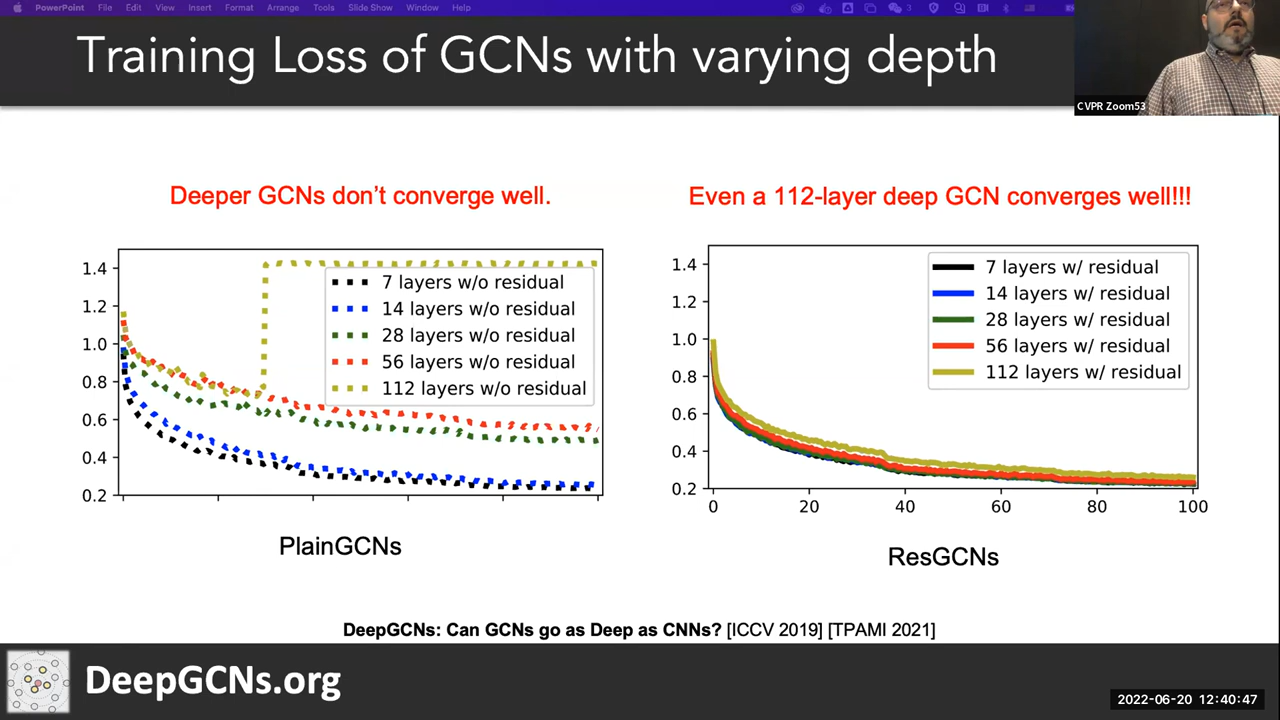 PowerPoint File Edit View Insert Format Arrange Tools Slide Show Window Help 3
Training Loss of GCNs with varying depth
CVPR Zoom53
Deeper GCNs don't converge well.
Even a 112-layer deep GCN converges well!!!
1.4
1.2
1.0
0.8
0.6
0.4
0.2
7 layers w/o residual
14 layers w/o residual
28 layers w/o residual
56 layers w/o residual
112 layers w/o residual
PlainGCNs
1.4
1.2
1.0
0.8
0.6
0.4
0.2
7 layers w/ residual
14 layers w/ residual
28 layers w/ residual
56 layers w/ residual
112 layers w/ residual
0 20 40 60 80 100
ResGCNs
DeepGCNs: Can GCNs go as Deep as CNNs? [ICCV 2019] [TPAMI 2021]
DeepGCNs.org
2022-06-20 12:40:47